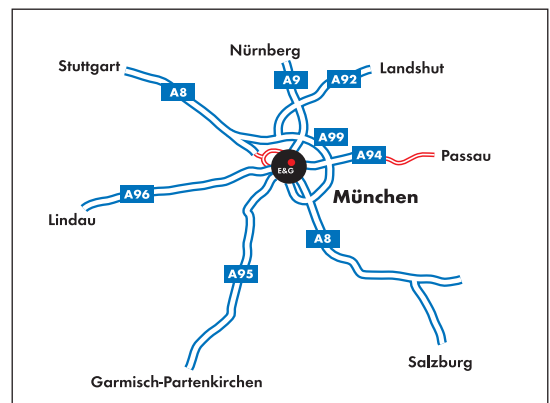 Nürnberg
Stuttgart
Landshut
A9
A92
A8
A99
A94
Passau
E&G
A96
München
Lindau
A8
A95
Salzburg
Garmisch-Partenkirchen